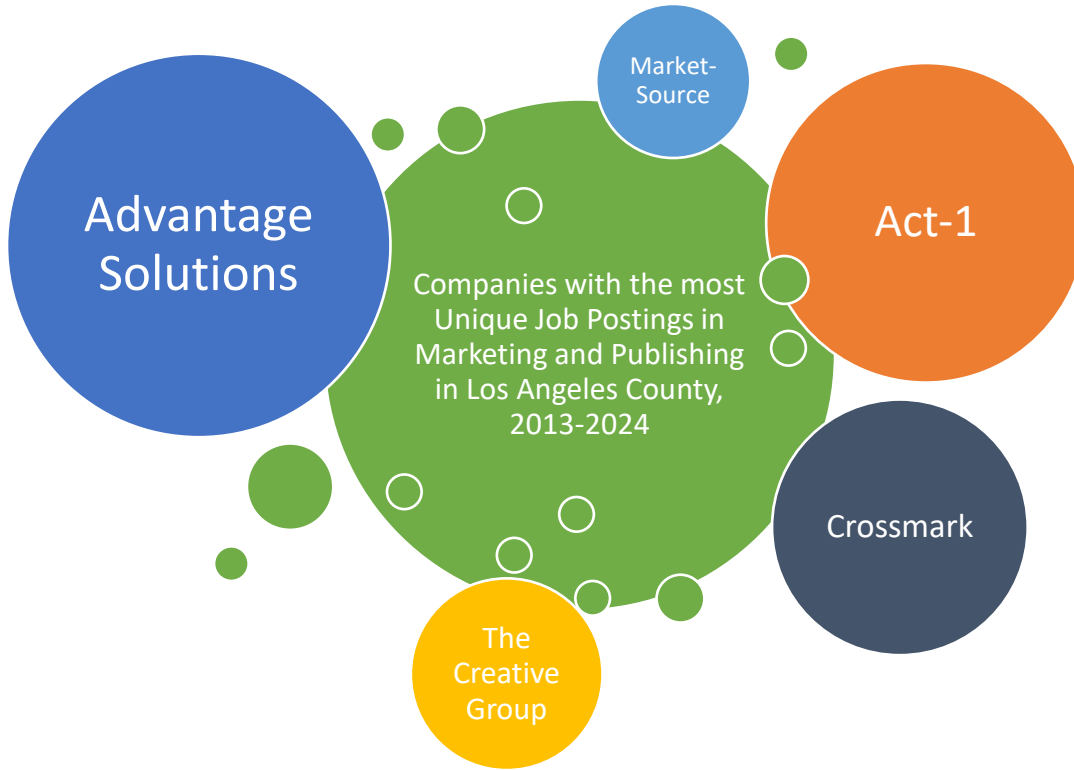 Market-
Source
Advantage
Solutions
Act-1
Companies with the most
Unique Job Postings in
Marketing and Publishing
in Los Angeles County,
2013-2024
Crossmark
The
Creative
Group